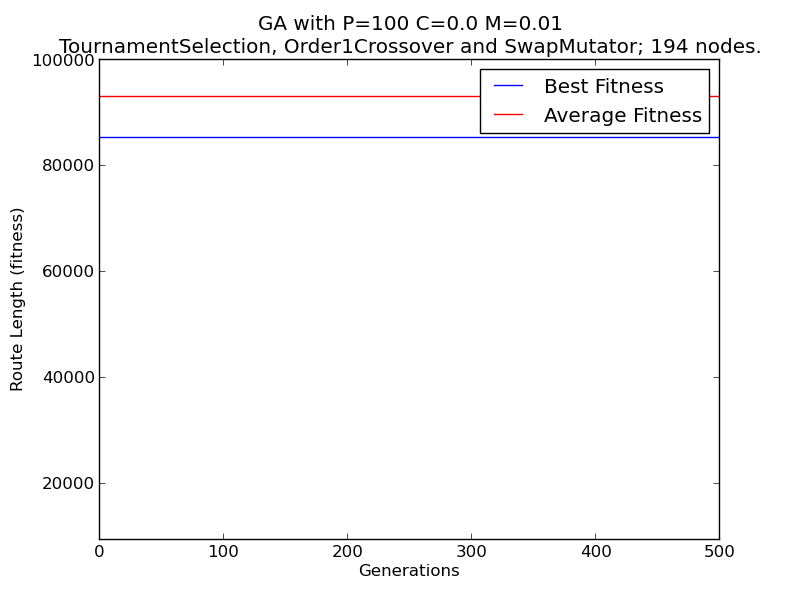 GA with P=100 C=0.0 M=0.01
TournamentSelection, Order1Crossover and SwapMutator; 194 nodes.
100000
Best Fitness
Average Fitness
80000
60000
40000
20000
Route Length (fitness)
0 100 200 300 400 500
Generations